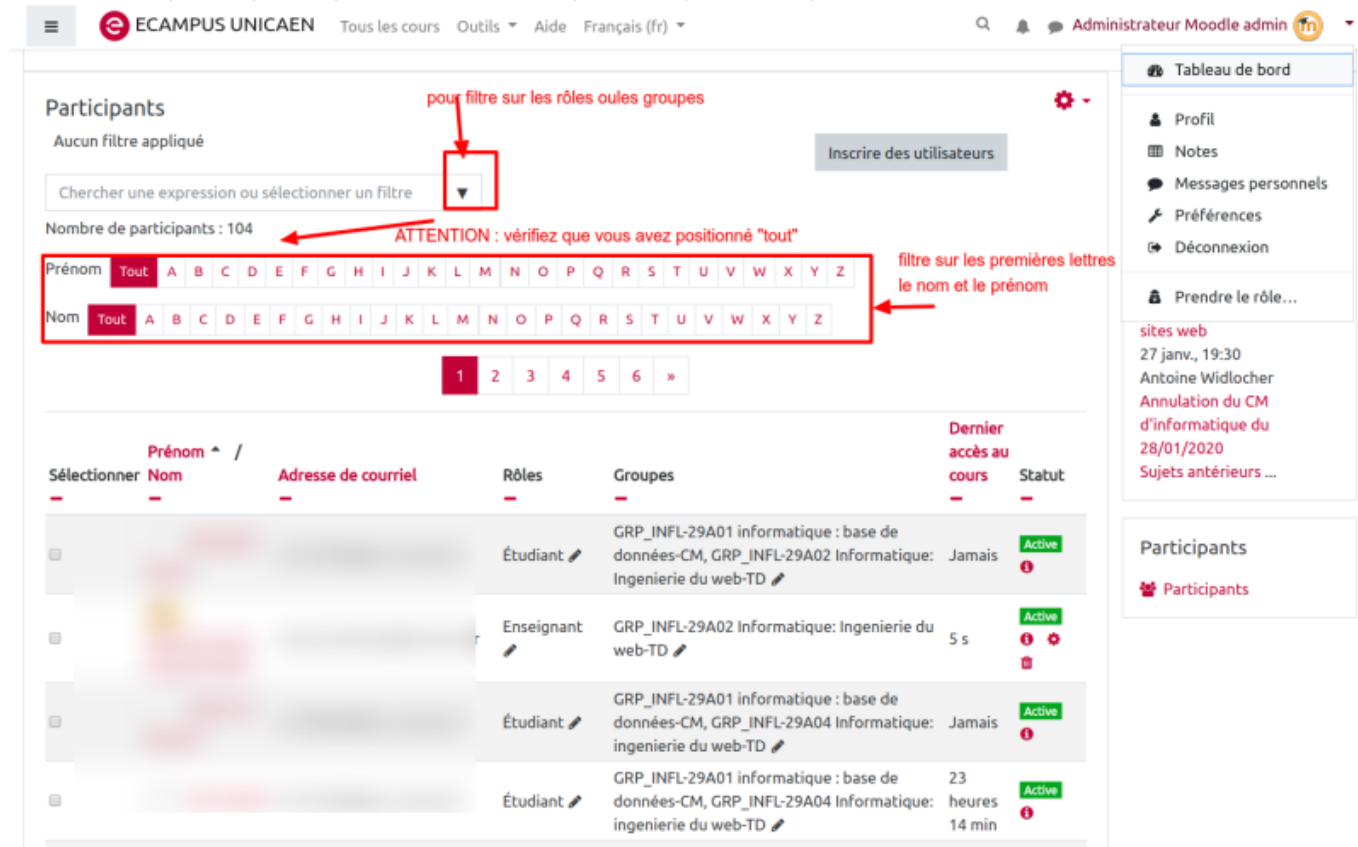 ECAMPUS UNICAEN Tous les cours Outils Aide Français (fr) Administrateur Moodle admin
Tableau de bord
Profil
Notes
Messages personnels
Préférences
Déconnexion
Prendre le rôle...
Participants
pour filtre sur les rôles oules groupes
Aucun filtre appliqué
Inscrire des utilisateurs
Chercher une expression ou sélectionner un filtre
Nombre de participants : 104
ATTENTION : vérifiez que vous avez positionné "tout"
filtre sur les premières lettres
le nom et le prénom
Prénom Tout A B C D E F G H I J K L M N O P Q R S T U V W X Y Z
Nom Tout A B C D E F G H I J K L M N O P Q R S T U V W X Y Z
1 2 3 4 5 6 »
sites web
27 janv., 19:30
Antoine Widlocher
Annulation du CM
d'informatique du
28/01/2020
Sujets antérieurs ...
Participants
Participants
Sélectionner
Prénom /
Nom
Adresse de courriel
Rôles
Groupes
Dernier
accès au
cours
Statut
Étudiant
GRP_INFL-29A01 informatique : base de
données-CM, GRP_INFL-29A02 Informatique:
Ingenierie du web-TD
Jamais
Active
Enseignant
GRP_INFL-29A02 Informatique: Ingenierie du
web-TD
5 s
Active
Étudiant
GRP_INFL-29A01 informatique : base de
données-CM, GRP_INFL-29A04 Informatique:
ingenierie du web-TD
Jamais
Active
Étudiant
GRP_INFL-29A01 informatique : base de
données-CM, GRP_INFL-29A04 Informatique:
ingenierie du web-TD
23
heures
14 min
Active